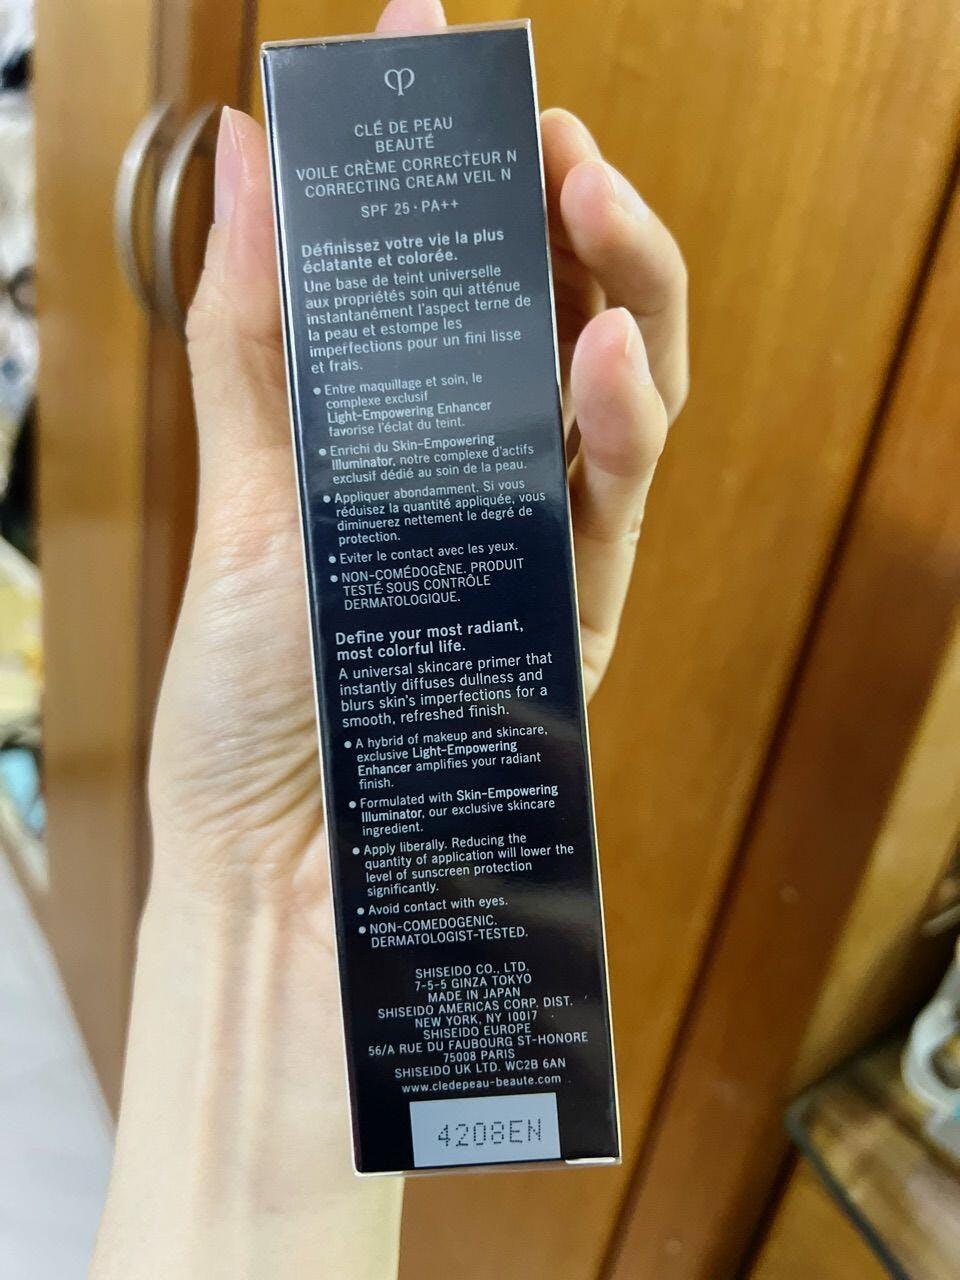 CLÉ DE PEAU
BEAUTÉ
VOILE CRÈME CORRECTEUR N
CORRECTING CREAM VEIL N
SPF 25 · PA++
Définissez votre vie la plus
éclatante et colorée.
Une base de teint universelle
aux propriétés soin qui atténue
instantanément l'aspect terne de
la peau et estompe les
imperfections pour un fini lisse
et frais.
● Entre maquillage et soin, le
complexe exclusif
Light-Empowering Enhancer
favorise l'éclat du teint.
● Enrichi du Skin-Empowering
Illuminator, notre complexe d'actifs
exclusif dédié au soin de la peau.
● Appliquer abondamment. Si vous
réduisez la quantité appliquée, vous
diminuerez nettement le degré de
protection.
● Eviter le contact avec les yeux.
● NON-COMÉDOGÈNE. PRODUIT
TESTÉ SOUS CONTRÔLE
DERMATOLOGIQUE.
Define your most radiant,
most colorful life.
A universal skincare primer that
instantly diffuses dullness and
blurs skin's imperfections for a
smooth, refreshed finish.
● A hybrid of makeup and skincare,
exclusive Light-Empowering
Enhancer amplifies your radiant
finish.
● Formulated with Skin-Empowering
Illuminator, our exclusive skincare
ingredient.
● Apply liberally. Reducing the
quantity of application will lower the
level of sunscreen protection
significantly.
● Avoid contact with eyes.
● NON-COMEDOGENIC.
DERMATOLOGIST-TESTED.
SHISEIDO CO., LTD.
7-5-5 GINZA TOKYO
MADE IN JAPAN
SHISEIDO AMERICAS CORP. DIST.
NEW YORK, NY 10017
SHISEIDO EUROPE
56/A RUE DU FAUBOURG ST-HONORE
75008 PARIS
SHISEIDO UK LTD. WC2B 6AN
www.cledepeau-beaute.com
4208EN